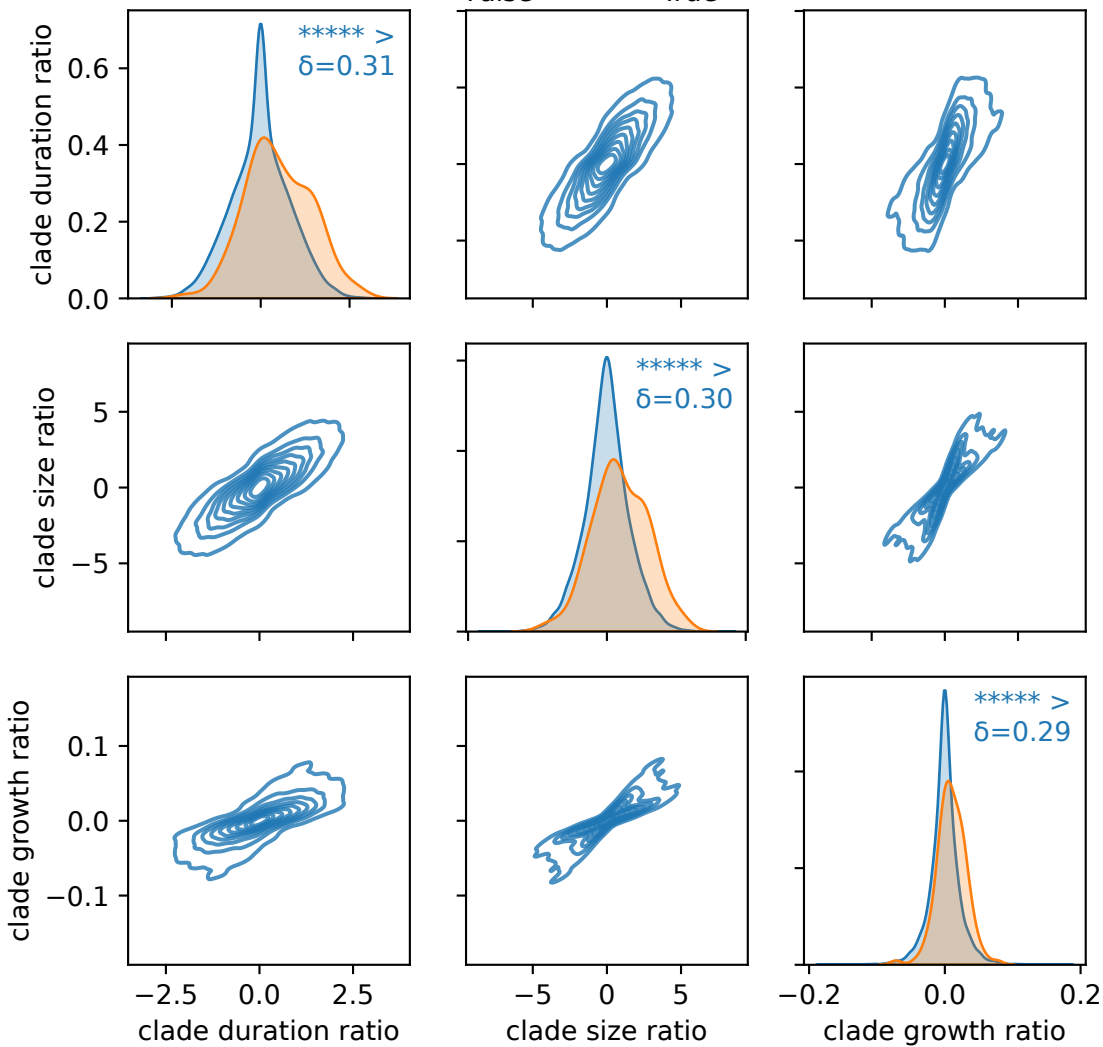 ***** >
δ=0.31
clade duration ratio
0.6
0.4
0.2
0.0
***** >
δ=0.30
clade size ratio
5
0
−5
***** >
δ=0.29
clade growth ratio
0.1
0.0
−0.1
−2.5 0.0 2.5 −5 0 5 −0.2 0.0 0.2
clade duration ratio clade size ratio clade growth ratio